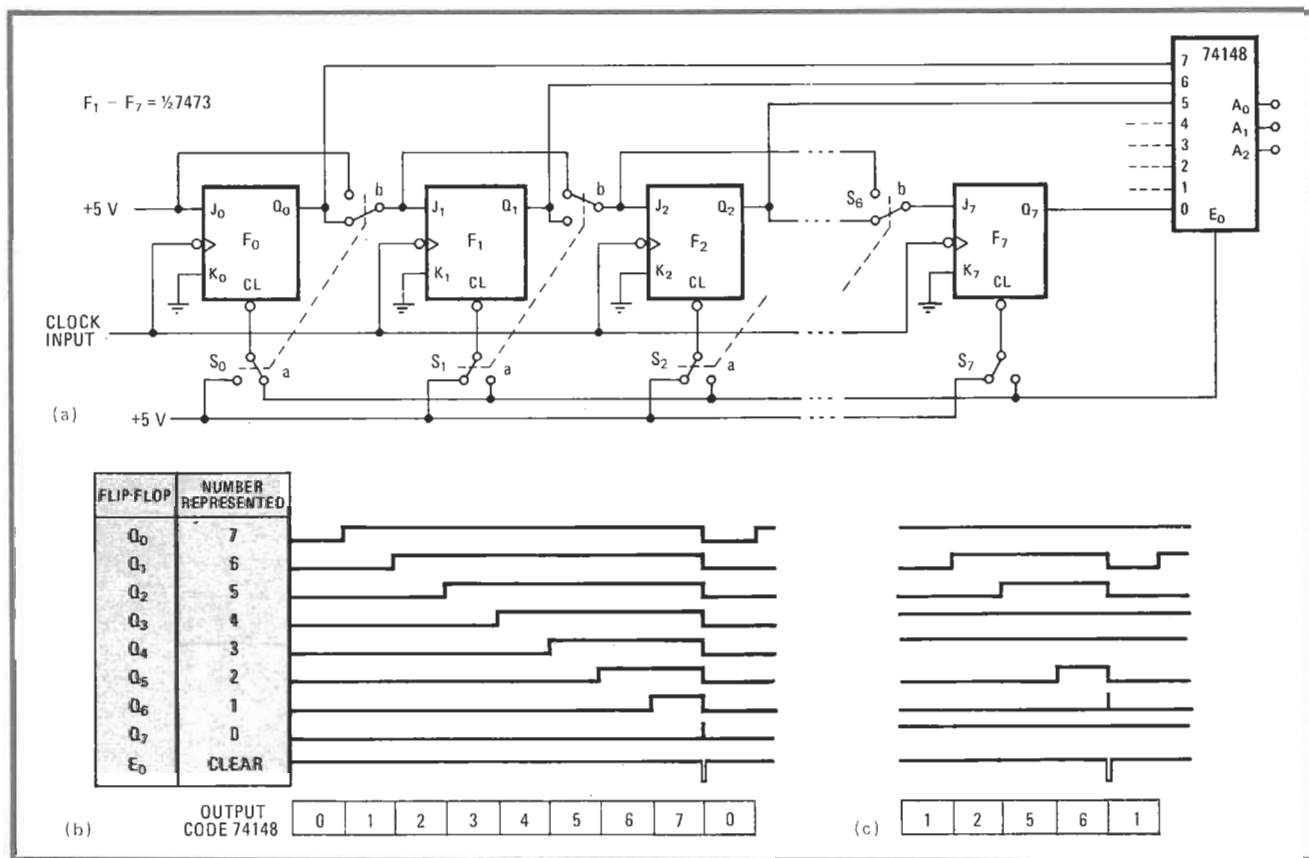 74148
7
6
5
4
3
2
1
0
A₀
A₁
A₂
E₀
F₁ – F₇ = ½7473
+5 V
J₀ Q₀
F₀
K₀
CL
b
J₁ Q₁
F₁
K₁
CL
b
J₂ Q₂
F₂
K₂
CL
S₆
b
J₇ Q₇
F₇
K₇
CL
CLOCK
INPUT
S₀
a
S₁
a
S₂
a
S₇
(a)
+5 V
FLIP-FLOP
NUMBER
REPRESENTED
Q₀ 7
Q₁ 6
Q₂ 5
Q₃ 4
Q₄ 3
Q₅ 2
Q₆ 1
Q₇ 0
E₀ CLEAR
(b)
OUTPUT
CODE 74148
0 1 2 3 4 5 6 7 0
(c)
1 2 5 6 1